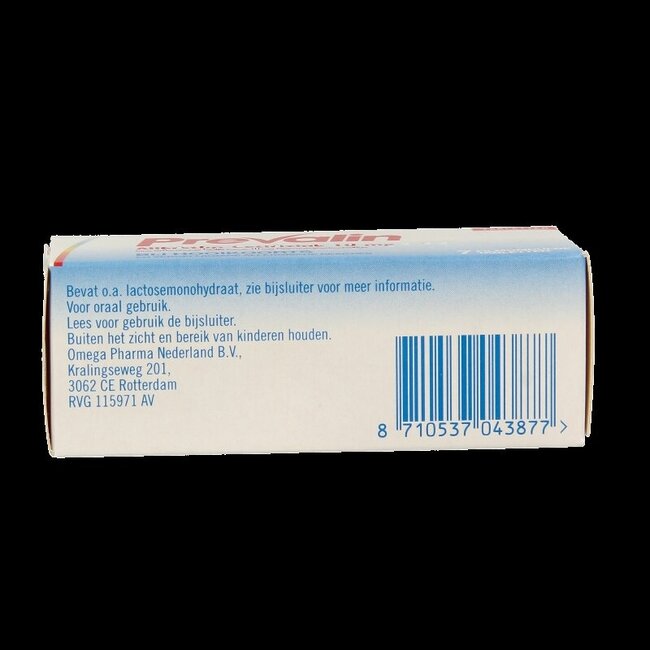 Prevalin
Bevat o.a. lactosemonohydraat, zie bijsluiter voor meer informatie.
Voor oraal gebruik.
Lees voor gebruik de bijsluiter.
Buiten het zicht en bereik van kinderen houden.
Omega Pharma Nederland B.V.,
Kralingseweg 201,
3062 CE Rotterdam
RVG 115971 AV
8 710537 043877 >